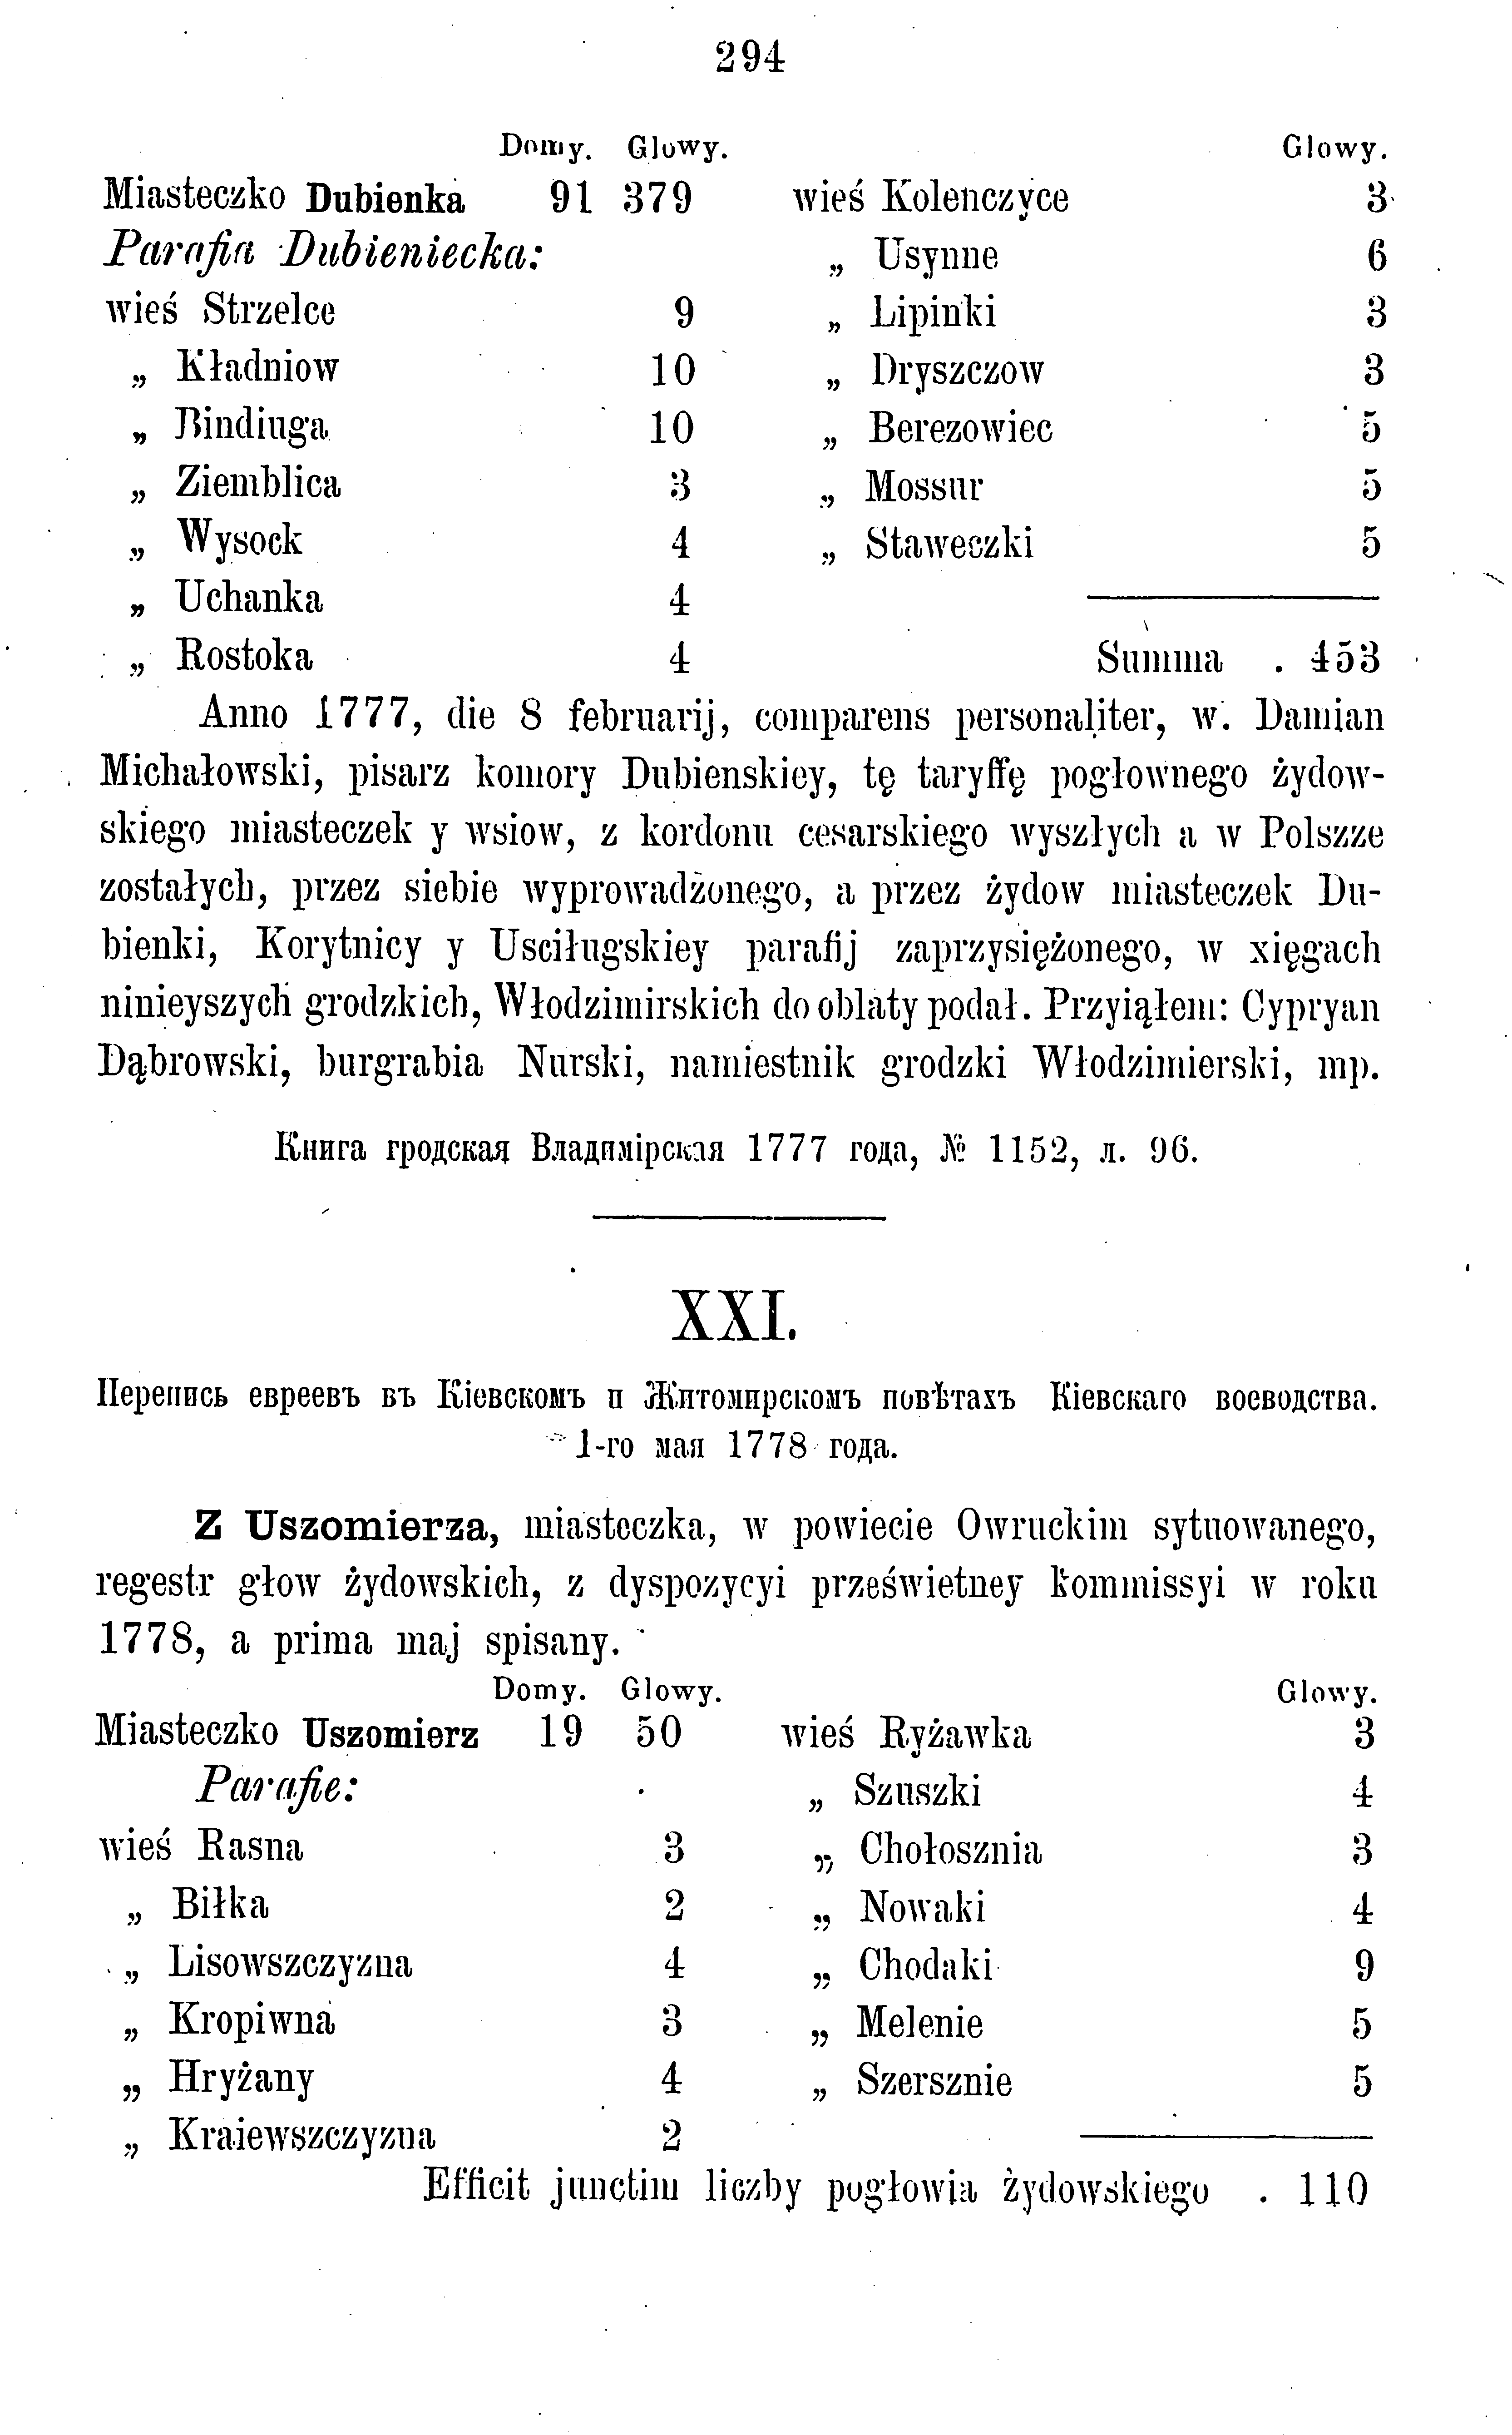 294
Domy. Glowy.
Miasteczko Dubienka 91 379
Parafia Dubieniecka:
wieś Strzelce 9
„ Kładniow 10
„ Bindiuga 10
„ Ziemblica 3
„ Wysock 4
„ Uchanka 4
„ Rostoka 4
Glowy.
wieś Kolenczyce 3
„ Usynne 6
„ Lipinki 3
„ Dryszczow 3
„ Berezowiec 5
„ Mossur 5
„ Staweczki 5
Summa . 453
Anno 1777, die 8 februarij, comparens personaliter, w. Damian
Michałowski, pisarz komory Dubienskiey, tę taryffę pogłownego żydow-
skiego miasteczek y wsiow, z kordonu cesarskiego wyszłych a w Polszze
zostałych, przez siebie wyprowadżonego, a przez żydow miasteczek Du-
bienki, Korytnicy y Usciługskiey parafij zaprzysiężonego, w xięgach
ninieyszych grodzkich, Włodzimirskich do oblaty podał. Przyiąłem: Cypryan
Dąbrowski, burgrabia Nurski, namiestnik grodzki Włodzimierski, mp.
Книга гродская Владимірская 1777 года, № 1152, л. 96.
XXI.
Перепись евреевъ въ Кіевскомъ и Житомирскомъ повѣтахъ Кіевскаго воеводства.
1-го мая 1778 года.
Z Uszomierza, miasteczka, w powiecie Owruckim sytuowanego,
regestr głow żydowskich, z dyspozycyi prześwietney kommissyi w roku
1778, a prima maj spisany.
Domy. Glowy.
Miasteczko Uszomierz 19 50
Parafie:
wieś Rasna 3
„ Biłka 2
„ Lisowszczyzna 4
„ Kropiwna 3
„ Hryżany 4
„ Kraiewszczyzna 2
Glowy.
wieś Ryżawka 3
„ Szuszki 4
„ Chołosznia 3
„ Nowaki 4
„ Chodaki 9
„ Melenie 5
„ Szersznie 5
Efficit junctim liczby pogłowia żydowskiego . 110